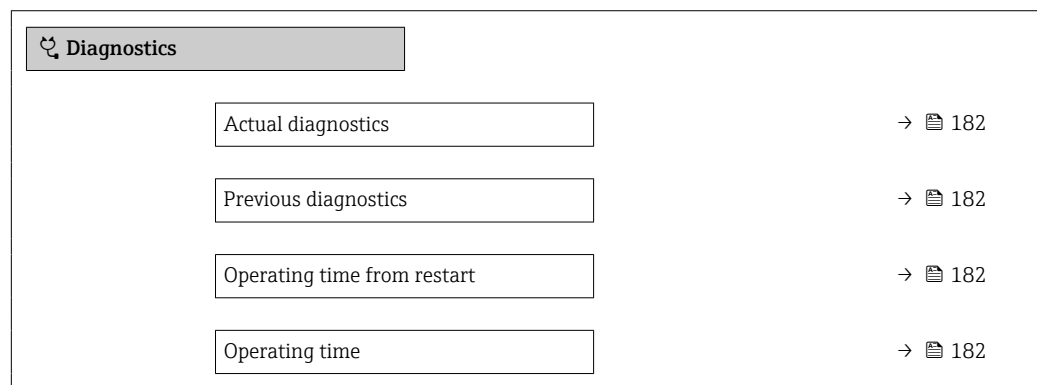 Diagnostics
Actual diagnostics → 182
Previous diagnostics → 182
Operating time from restart → 182
Operating time → 182